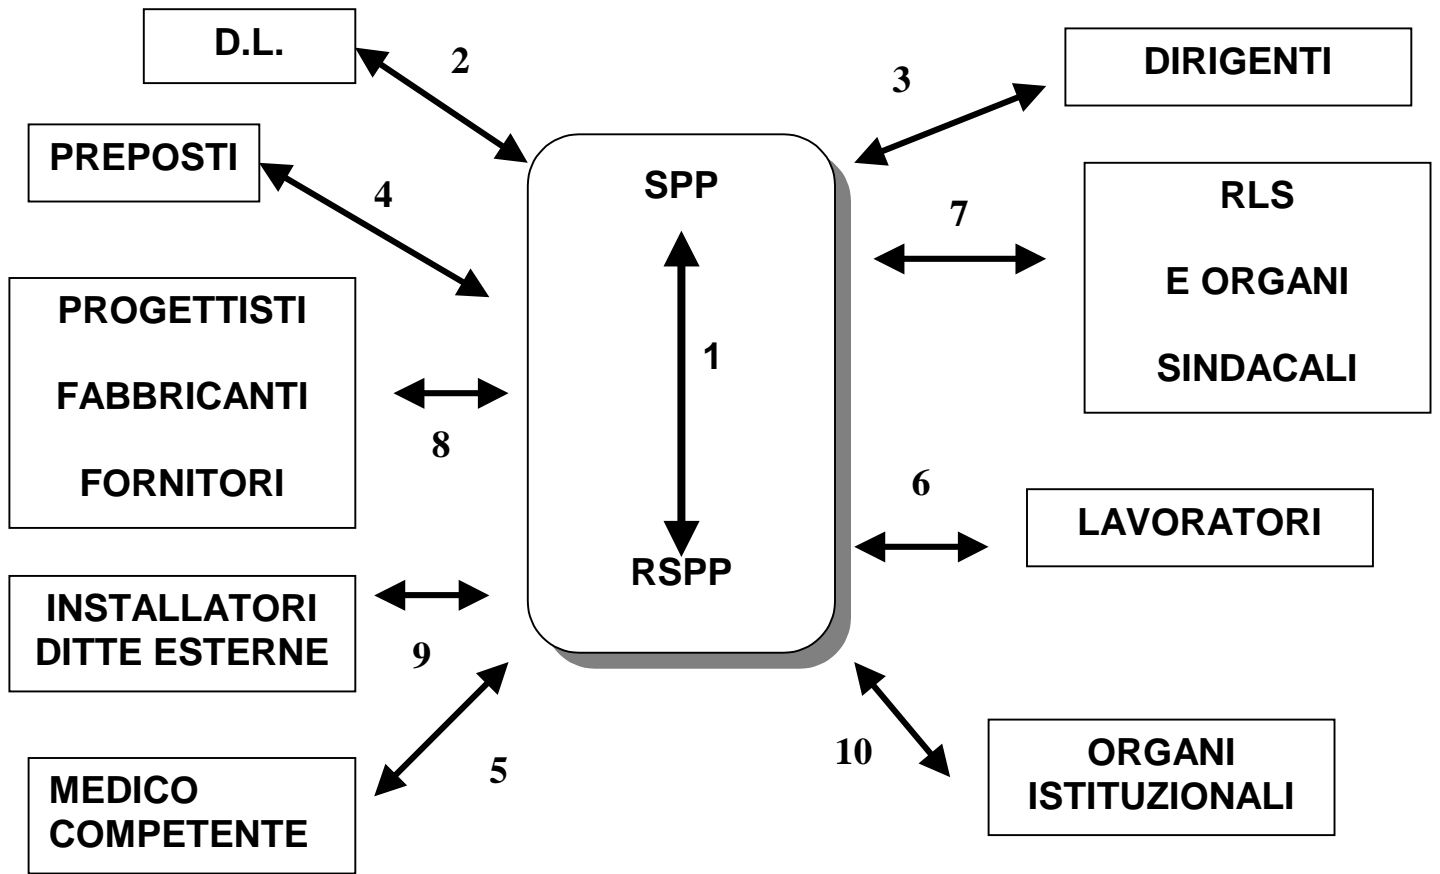 D.L.
2
3
DIRIGENTI
PREPOSTI
4
SPP
7
RLS
E ORGANI
SINDACALI
PROGETTISTI
FABBRICANTI
FORNITORI
8
1
6
LAVORATORI
RSPP
INSTALLATORI
DITTE ESTERNE
9
5
MEDICO
COMPETENTE
10
ORGANI
ISTITUZIONALI